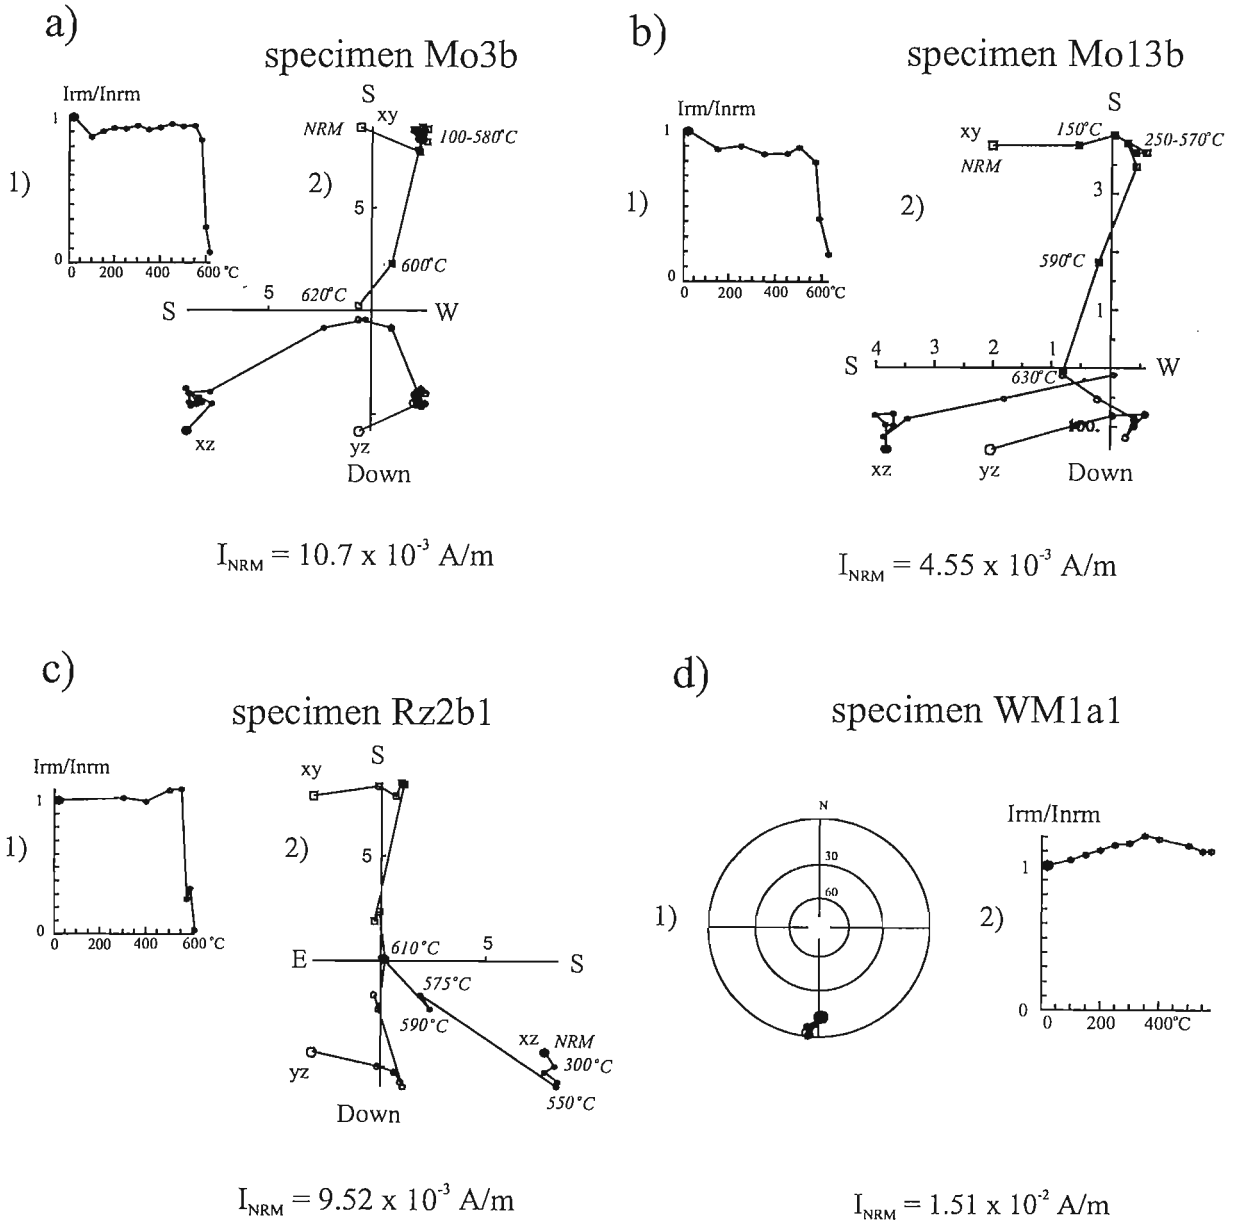 a)
specimen Mo3b
Irm/Inrm
1
0
0 200 400 600 °C
1)
2)
S
xy
NRM
100-580°C
5
600°C
620°C
5
S
W
xz
yz
Down
I NRM = 10.7 x 10-3 A/m
b)
specimen Mo13b
Irm/Inrm
1
0
0 200 400 600°C
1)
2)
S
xy
150°C
250-570°C
NRM
3
590°C
1
S
4 3 2 1
W
630°C
100.
xz
yz
Down
I NRM = 4.55 x 10-3 A/m
c)
specimen Rz2b1
Irm/Inrm
1
0
0 200 400 600°C
1)
2)
S
xy
5
610°C
5
E
S
575°C
590°C
xz NRM
300°C
550°C
yz
Down
I NRM = 9.52 x 10-3 A/m
d)
specimen WM1a1
N
30
60
1)
Irm/Inrm
1
0
0 200 400°C
2)
I NRM = 1.51 x 10-2 A/m